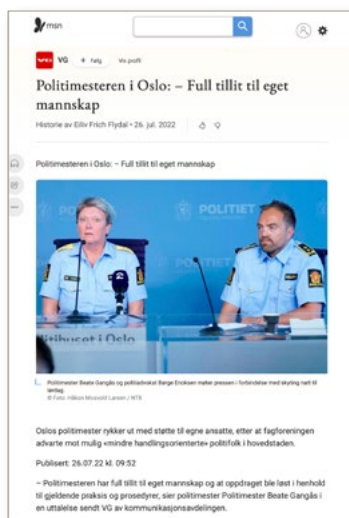 msn
VG + Følg Vis profil
Politimesteren i Oslo: – Full tillit til eget
mannskap
Historie av Eiliv Frich Flydal • 26. jul. 2022
Politimesteren i Oslo: – Full tillit til eget mannskap
POLITIET
POLITIET
2
Politihuset i Oslo
Politimester Beate Gangås og politiadvokat Børge Enoksen møter pressen i forbindelse med skyting natt til
lørdag.
© Foto: Håkon Mosvold Larsen / NTB
Oslos politimester rykker ut med støtte til egne ansatte, etter at fagforeningen
advarte mot mulig «mindre handlingsorienterte» politifolk i hovedstaden.
Publisert: 26.07.22 kl. 09:52
– Politimesteren har full tillit til eget mannskap og at oppdraget ble løst i henhold
til gjeldende praksis og prosedyrer, sier politimester Politimester Beate Gangås i
en uttalelse sendt VG av kommunikasjonsavdelingen.